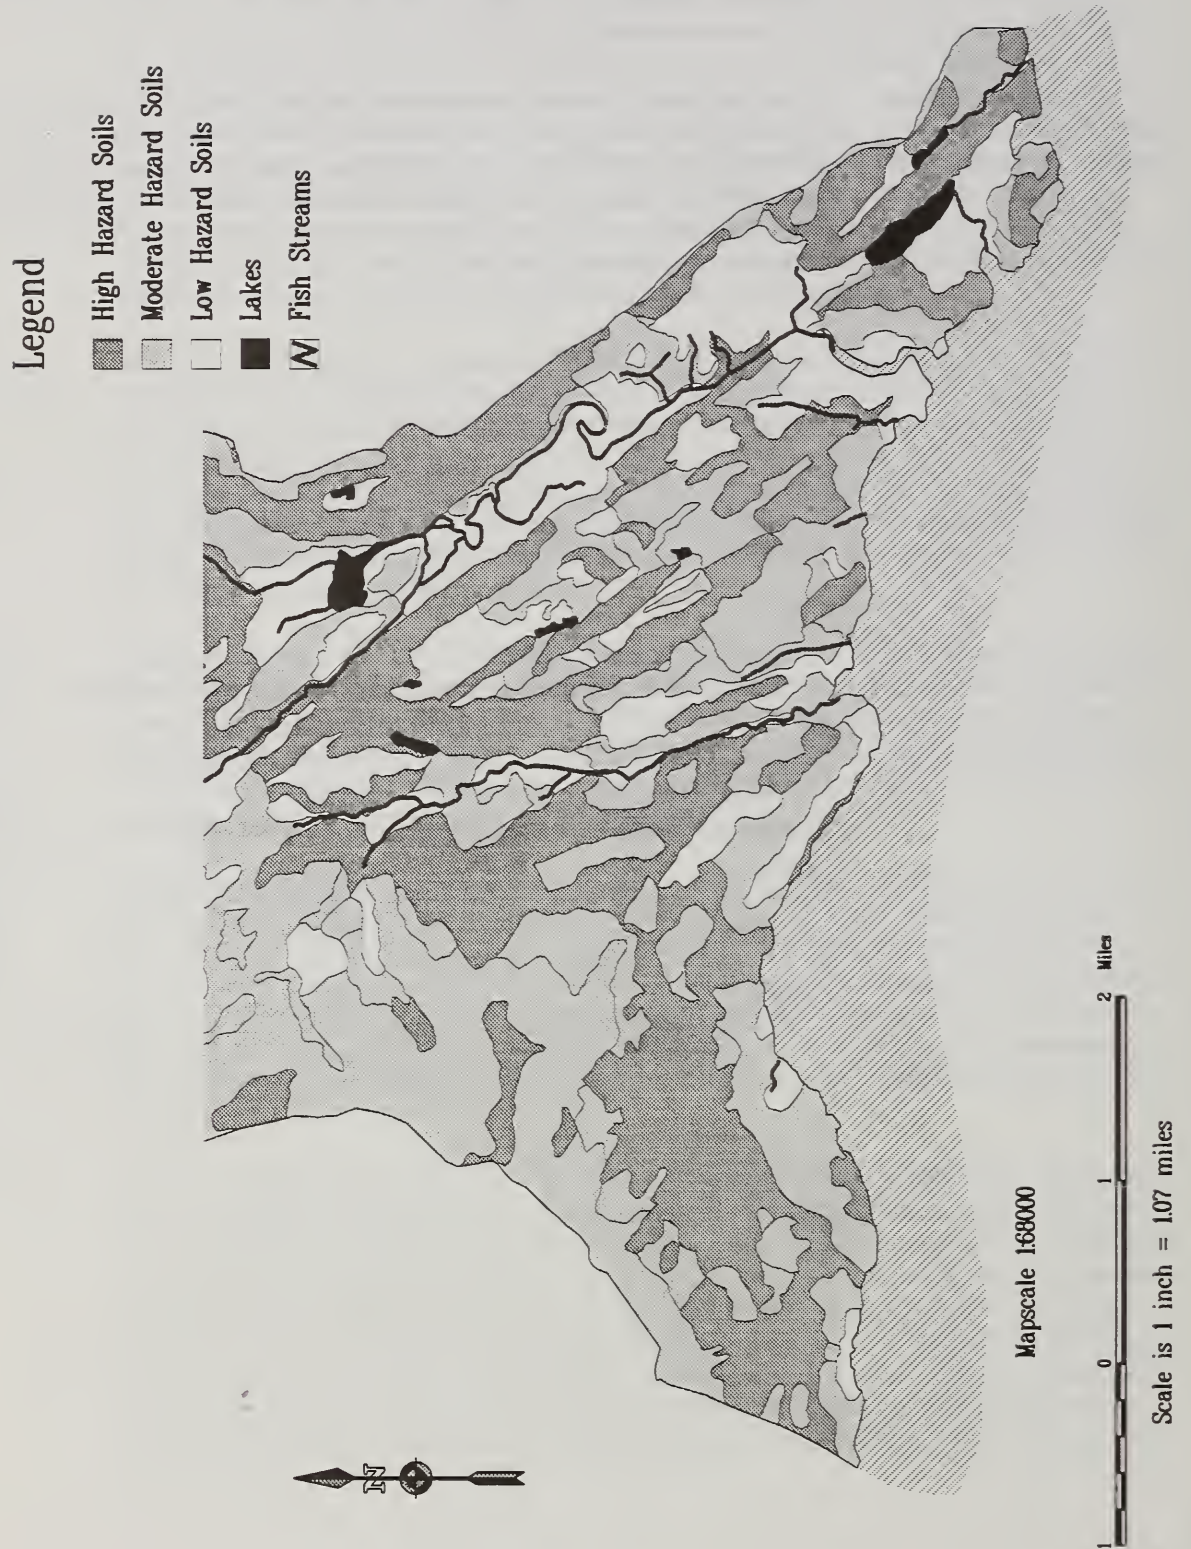 Legend
High Hazard Soils
Moderate Hazard Soils
Low Hazard Soils
Lakes
Fish Streams
N
Mapscale 1:68000
1 0 1 2 Miles
Scale is 1 inch = 1.07 miles